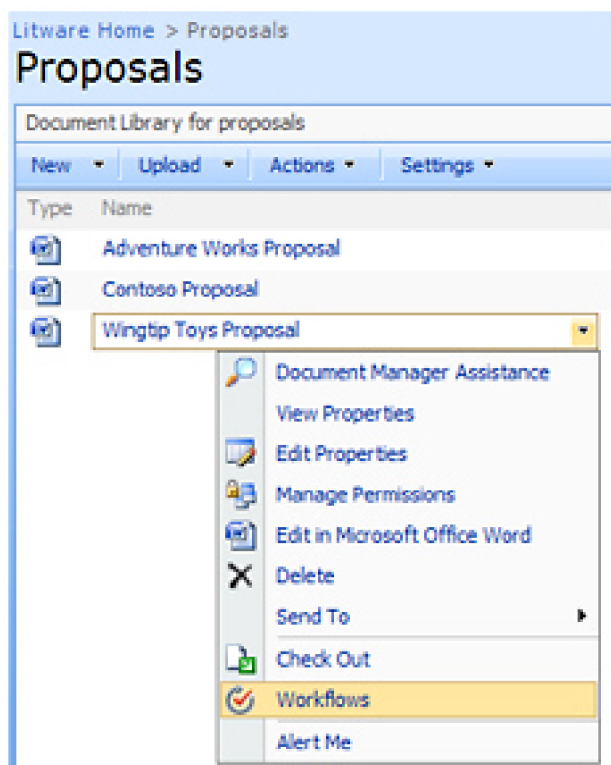 Litware Home > Proposals
Proposals
Document Library for proposals
New Upload Actions Settings
Type Name
Adventure Works Proposal
Contoso Proposal
Wingtip Toys Proposal
Document Manager Assistance
View Properties
Edit Properties
Manage Permissions
Edit in Microsoft Office Word
Delete
Send To
Check Out
Workflows
Alert Me